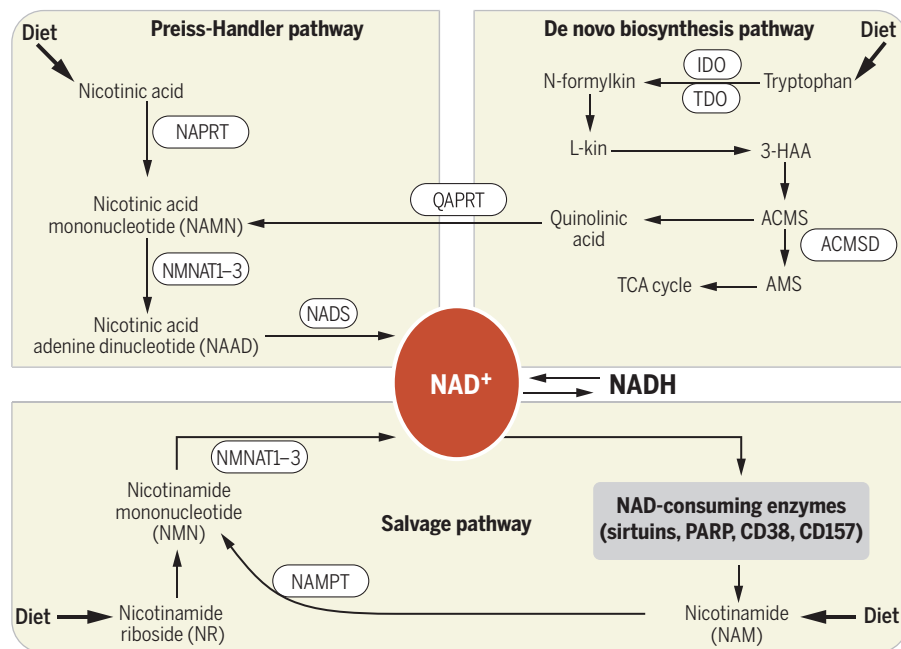 Diet
Preiss-Handler pathway
Nicotinic acid
NAPRT
Nicotinic acid
mononucleotide (NAMN)
NMNAT1–3
Nicotinic acid
adenine dinucleotide (NAAD)
NADS
De novo biosynthesis pathway
Diet
N-formylkin
IDO
TDO
Tryptophan
L-kin
3-HAA
QAPRT
Quinolinic
acid
ACMS
ACMSD
TCA cycle
AMS
NAD+
NADH
NMNAT1–3
Nicotinamide
mononucleotide
(NMN)
Salvage pathway
NAD-consuming enzymes
(sirtuins, PARP, CD38, CD157)
NAMPT
Diet
Nicotinamide
riboside (NR)
Nicotinamide
(NAM)
Diet